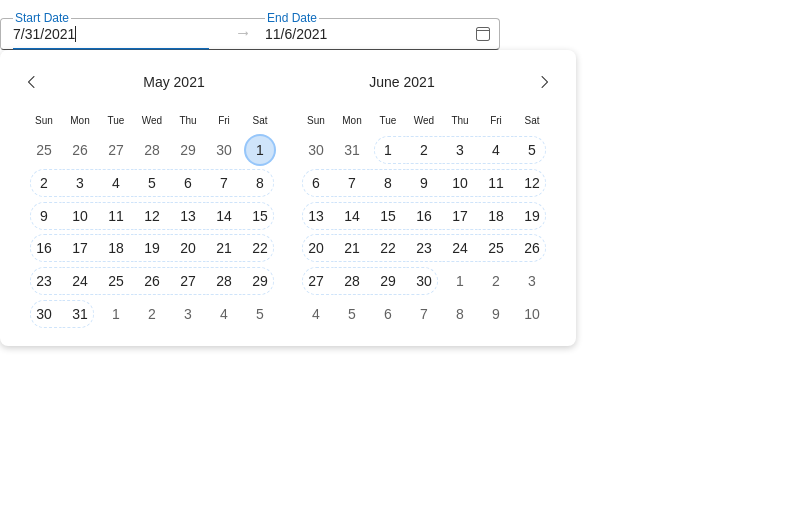 Start Date End Date
7/31/2021 → 11/6/2021
May 2021 June 2021
Sun Mon Tue Wed Thu Fri Sat Sun Mon Tue Wed Thu Fri Sat
25 26 27 28 29 30 1 30 31 1 2 3 4 5
2 3 4 5 6 7 8 6 7 8 9 10 11 12
9 10 11 12 13 14 15 13 14 15 16 17 18 19
16 17 18 19 20 21 22 20 21 22 23 24 25 26
23 24 25 26 27 28 29 27 28 29 30 1 2 3
30 31 1 2 3 4 5 4 5 6 7 8 9 10